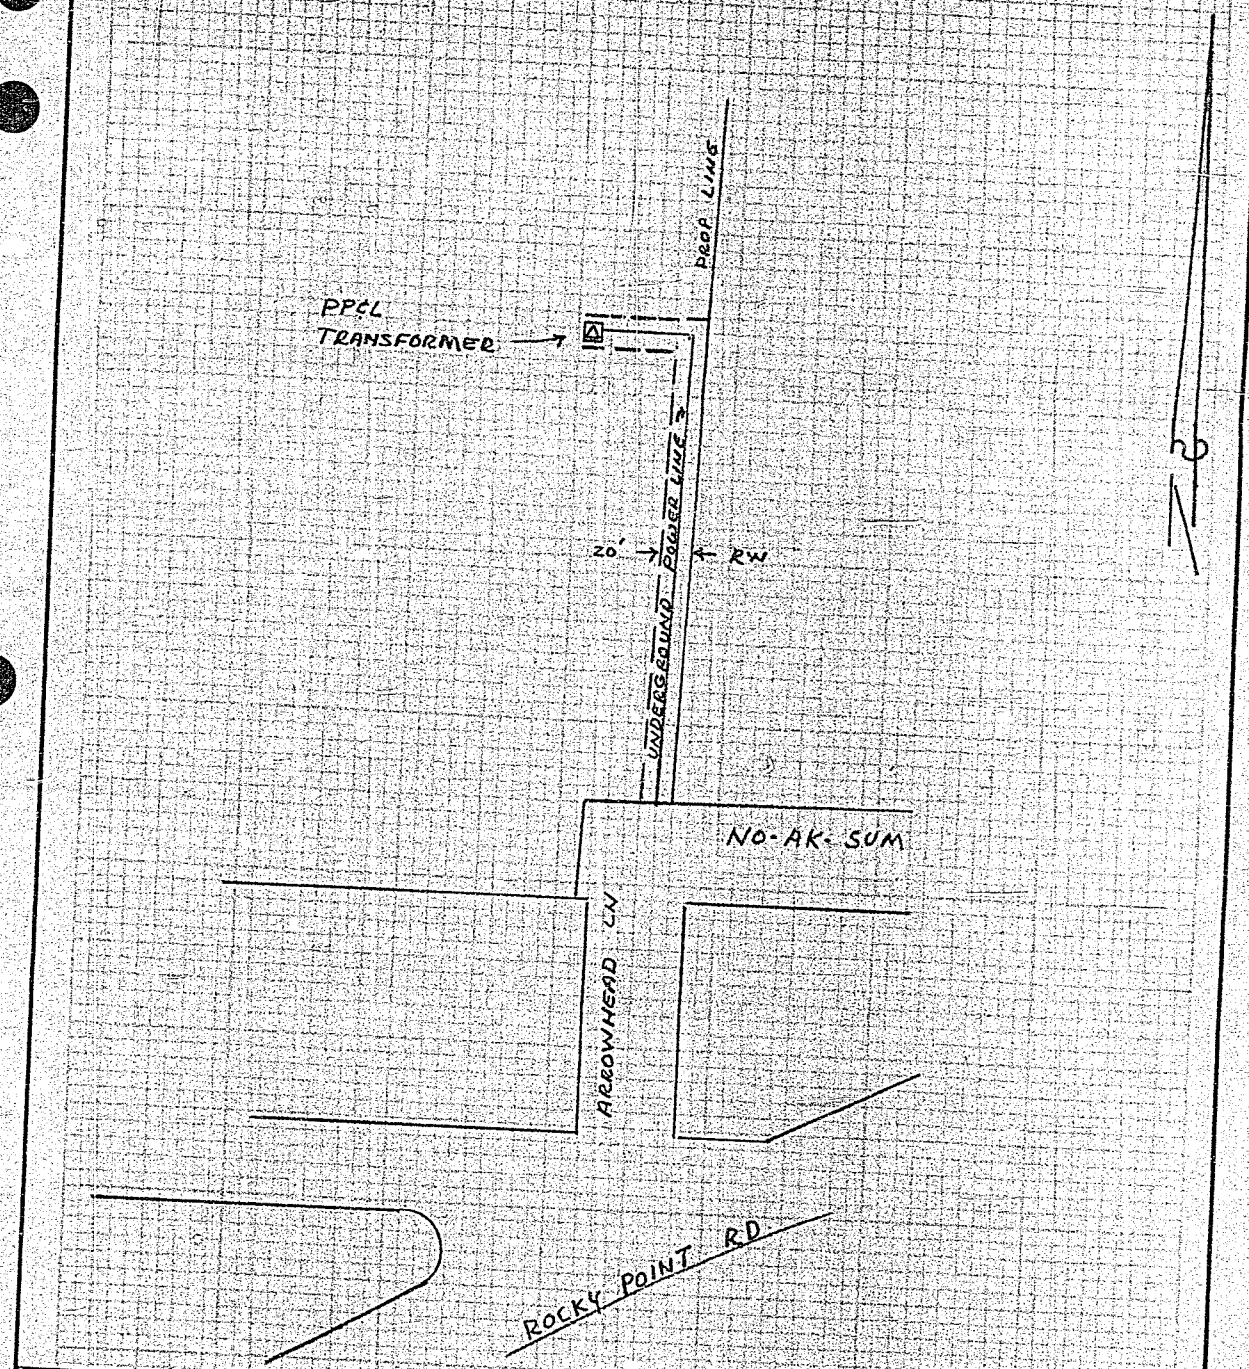 PROP LINE
PP&L
TRANSFORMER
UNDERGROUND POWER LINE
20'
RW
NO-AK-SUM
ARROWHEAD LN
ROCKY POINT RD
N